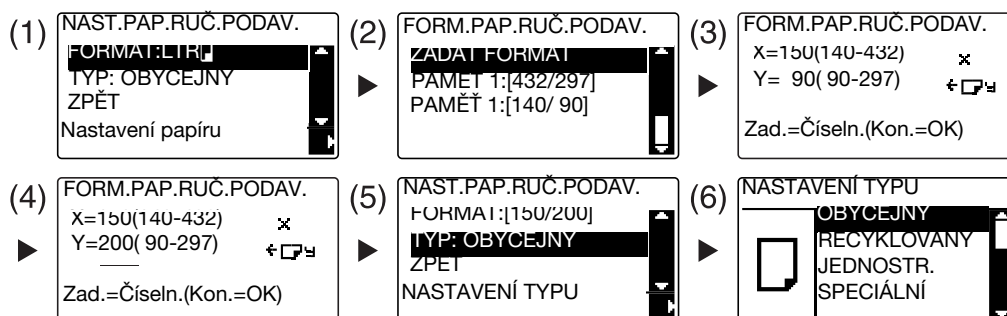 (1)
NAST.PAP.RUČ.PODAV.
FORMAT:LTR
TYP: OBYCEJNY
ZPĚT
Nastavení papíru
(2)
FORM.PAP.RUČ.PODAV.
ZADAT FORMAT
PAMEŤ 1:[432/297]
PAMĚŤ 1:[140/ 90]
(3)
FORM.PAP.RUČ.PODAV.
X=150(140-432)
Y= 90( 90-297)
x
y
Zad.=Číseln.(Kon.=OK)
(4)
FORM.PAP.RUČ.PODAV.
X=150(140-432)
Y=200( 90-297)
x
y
Zad.=Číseln.(Kon.=OK)
(5)
NAST.PAP.RUČ.PODAV.
FORMAT:[150/200]
TYP: OBYCEJNY
ZPET
NASTAVENÍ TYPU
(6)
NASTAVENÍ TYPU
OBYCEJNY
RECYKLOVANY
JEDNOSTR.
SPECIÁLNÍ